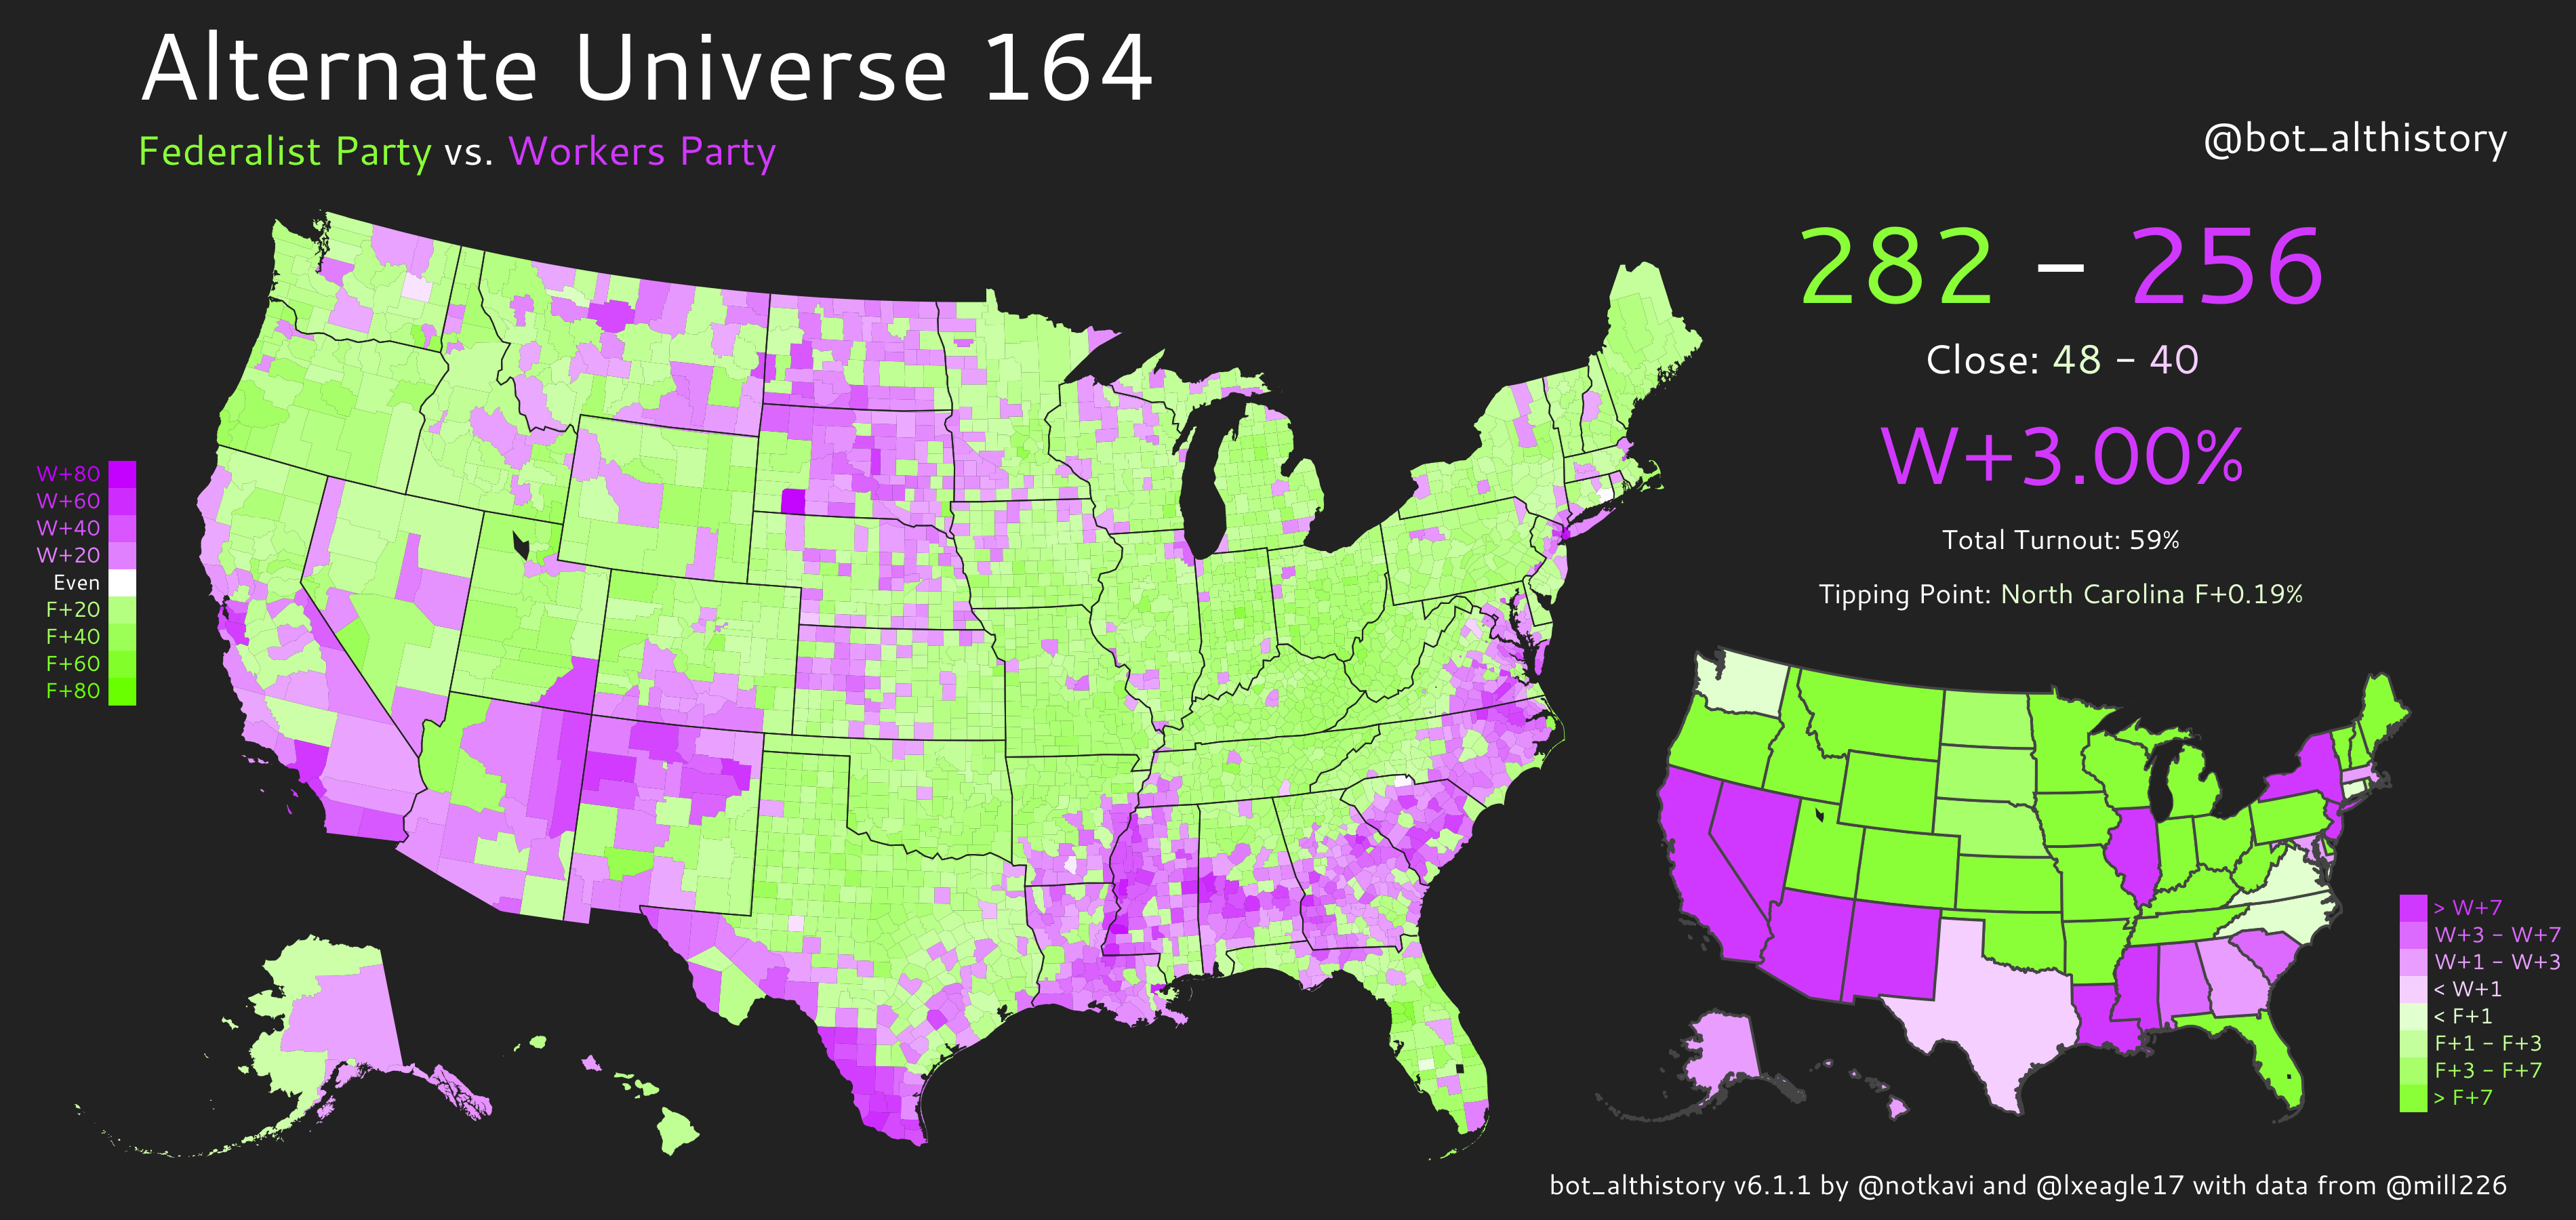 Alternate Universe 164
Federalist Party vs. Workers Party
@bot_althistory
282 – 256
Close: 48 – 40
W+3.00%
Total Turnout: 59%
Tipping Point: North Carolina F+0.19%
W+80
W+60
W+40
W+20
Even
F+20
F+40
F+60
F+80
> W+7
W+3 – W+7
W+1 – W+3
< W+1
< F+1
F+1 – F+3
F+3 – F+7
> F+7
bot_althistory v6.1.1 by @notkavi and @lxeagle17 with data from @mill226